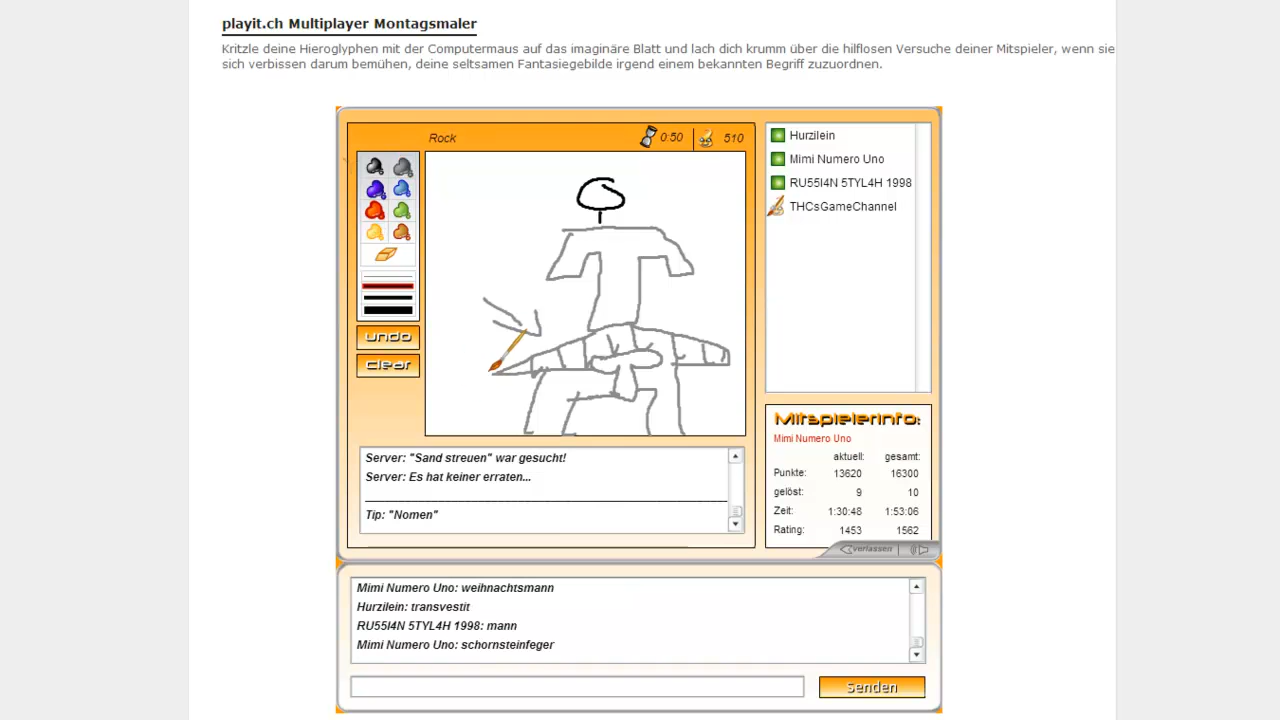 playit.ch Multiplayer Montagsmaler
Kritzle deine Hieroglyphen mit der Computermaus auf das imaginäre Blatt und lach dich krumm über die hilflosen Versuche deiner Mitspieler, wenn sie
sich verbissen darum bemühen, deine seltsamen Fantasiegebilde irgend einem bekannten Begriff zuzuordnen.
Rock 0:50 510
undo
Clear
Hurzilein
Mimi Numero Uno
RU55I4N 5TYL4H 1998
THCsGameChannel
Mitspielerinfo:
Mimi Numero Uno
aktuell: gesamt:
Punkte: 13620 16300
gelöst: 9 10
Zeit: 1:30:48 1:53:06
Rating: 1453 1562
verlassen
Server: "Sand streuen" war gesucht!
Server: Es hat keiner erraten...
Tip: "Nomen"
Mimi Numero Uno: weihnachtsmann
Hurzilein: transvestit
RU55I4N 5TYL4H 1998: mann
Mimi Numero Uno: schornsteinfeger
Senden